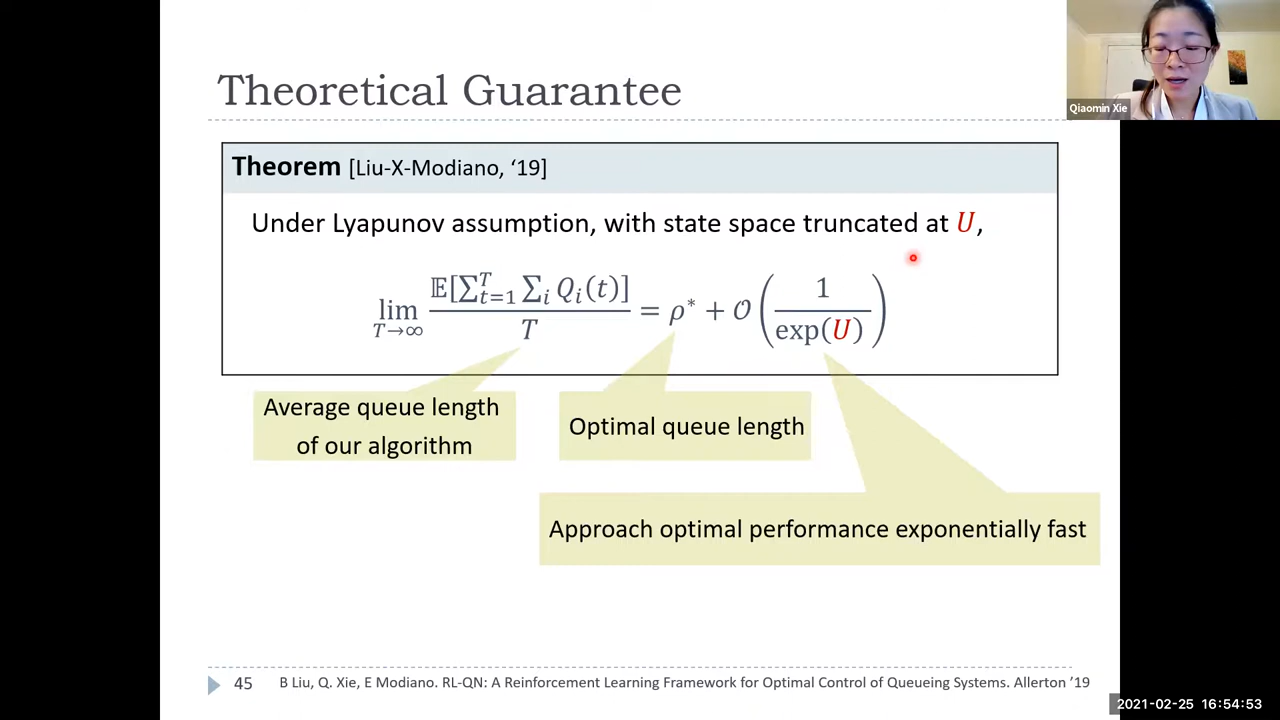 Theoretical Guarantee
Qiaomin Xie
Theorem [Liu-X-Modiano, ‘19]
Under Lyapunov assumption, with state space truncated at U,
lim T→∞ 𝔼[∑_{t=1}^{T} ∑_i Q_i(t)] / T = ρ* + 𝒪(1 / exp(U))
Average queue length
of our algorithm
Optimal queue length
Approach optimal performance exponentially fast
45 B Liu, Q. Xie, E Modiano. RL-QN: A Reinforcement Learning Framework for Optimal Control of Queueing Systems. Allerton ’19
2021-02-25 16:54:53